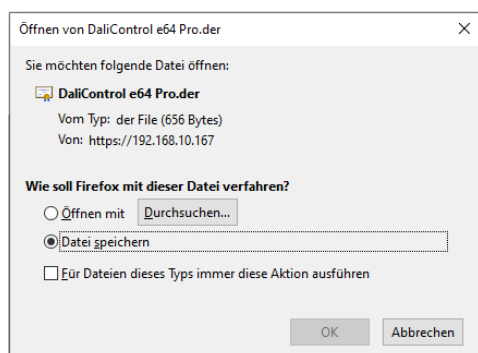 Öffnen von DaliControl e64 Pro.der
Sie möchten folgende Datei öffnen:
DaliControl e64 Pro.der
Vom Typ: der File (656 Bytes)
Von: https://192.168.10.167
Wie soll Firefox mit dieser Datei verfahren?
Öffnen mit Durchsuchen...
Datei speichern
Für Dateien dieses Typs immer diese Aktion ausführen
OK Abbrechen